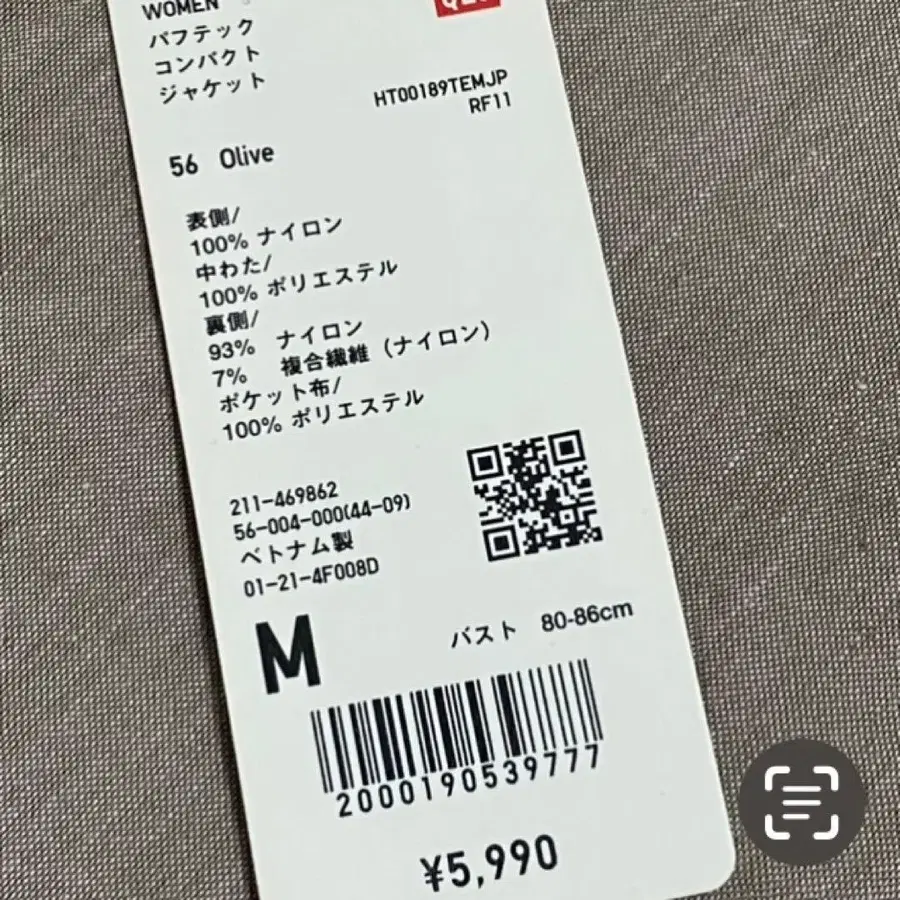 WOMEN
パフテック
コンパクト
ジャケット
HT00189TEMJP
RF11
56 Olive
表側/
100% ナイロン
中わた/
100% ポリエステル
裏側/
93% ナイロン
7% 複合繊維 (ナイロン)
ポケット布/
100% ポリエステル
211-469862
56-004-000(44-09)
ベトナム製
01-21-4F008D
M
バスト 80-86cm
2000190539777
¥5,990